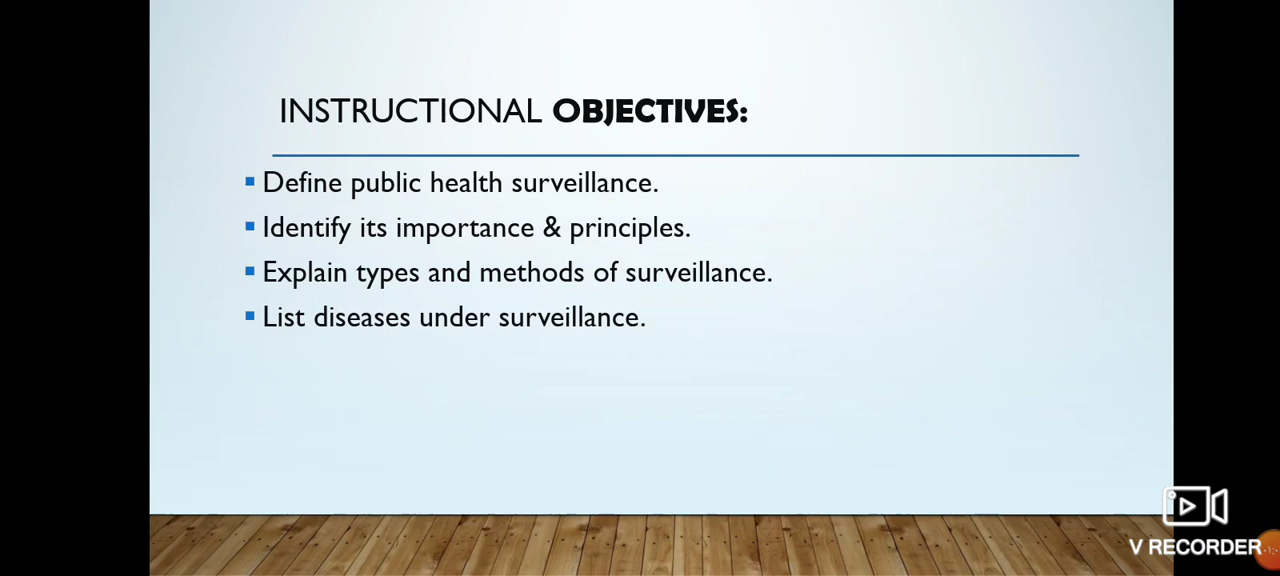 INSTRUCTIONAL OBJECTIVES:
Define public health surveillance.
Identify its importance & principles.
Explain types and methods of surveillance.
List diseases under surveillance.
V RECORDER